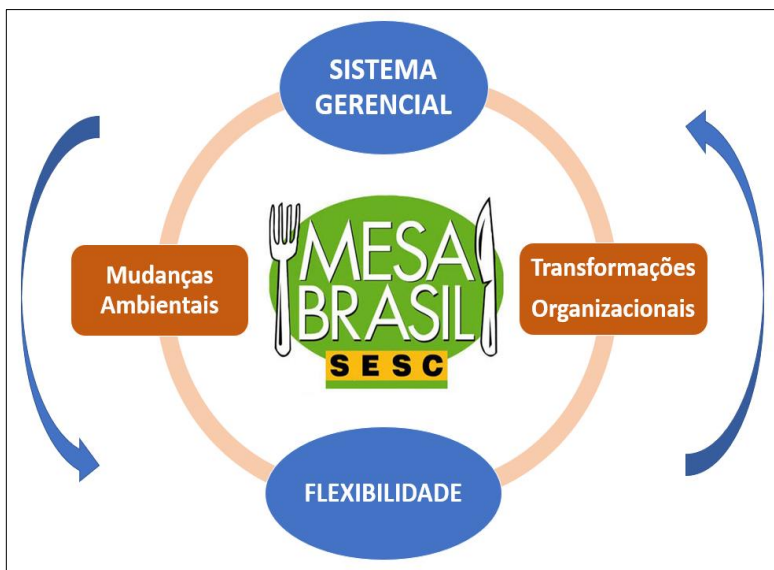 SISTEMA
GERENCIAL
Mudanças
Ambientais
MESA
BRASIL
SESC
Transformações
Organizacionais
FLEXIBILIDADE